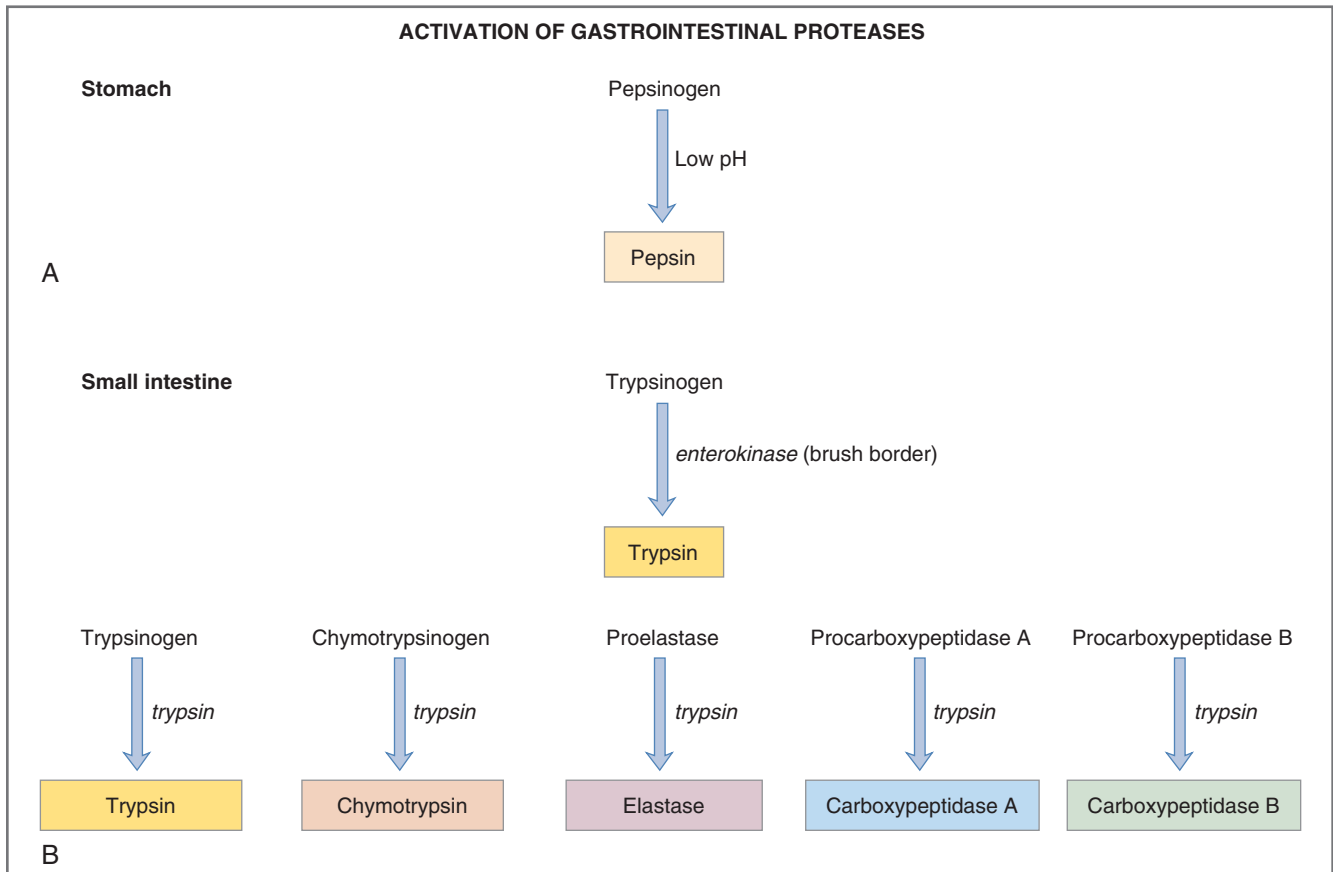 ACTIVATION OF GASTROINTESTINAL PROTEASES
Stomach
Pepsinogen
Low pH
Pepsin
A
Small intestine
Trypsinogen
enterokinase (brush border)
Trypsin
Trypsinogen Chymotrypsinogen Proelastase Procarboxypeptidase A Procarboxypeptidase B
trypsin trypsin trypsin trypsin trypsin
Trypsin Chymotrypsin Elastase Carboxypeptidase A Carboxypeptidase B
B